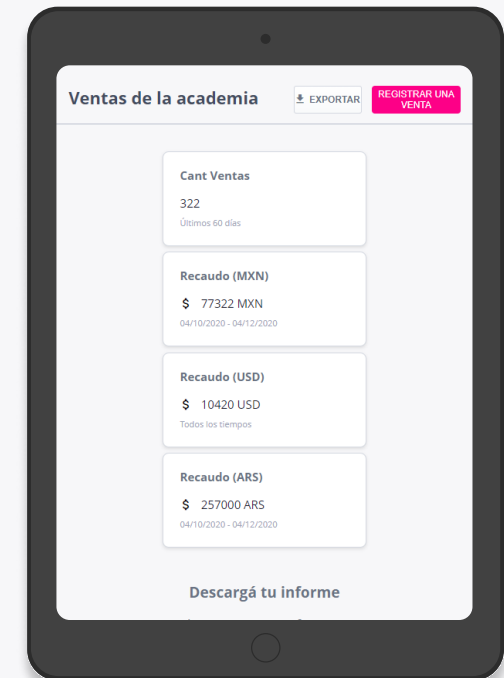 Ventas de la academia
EXPORTAR
REGISTRAR UNA
VENTA
Cant Ventas
322
Últimos 60 días
Recaudo (MXN)
$ 77322 MXN
04/10/2020 - 04/12/2020
Recaudo (USD)
$ 10420 USD
Todos los tiempos
Recaudo (ARS)
$ 257000 ARS
04/10/2020 - 04/12/2020
Descargá tu informe